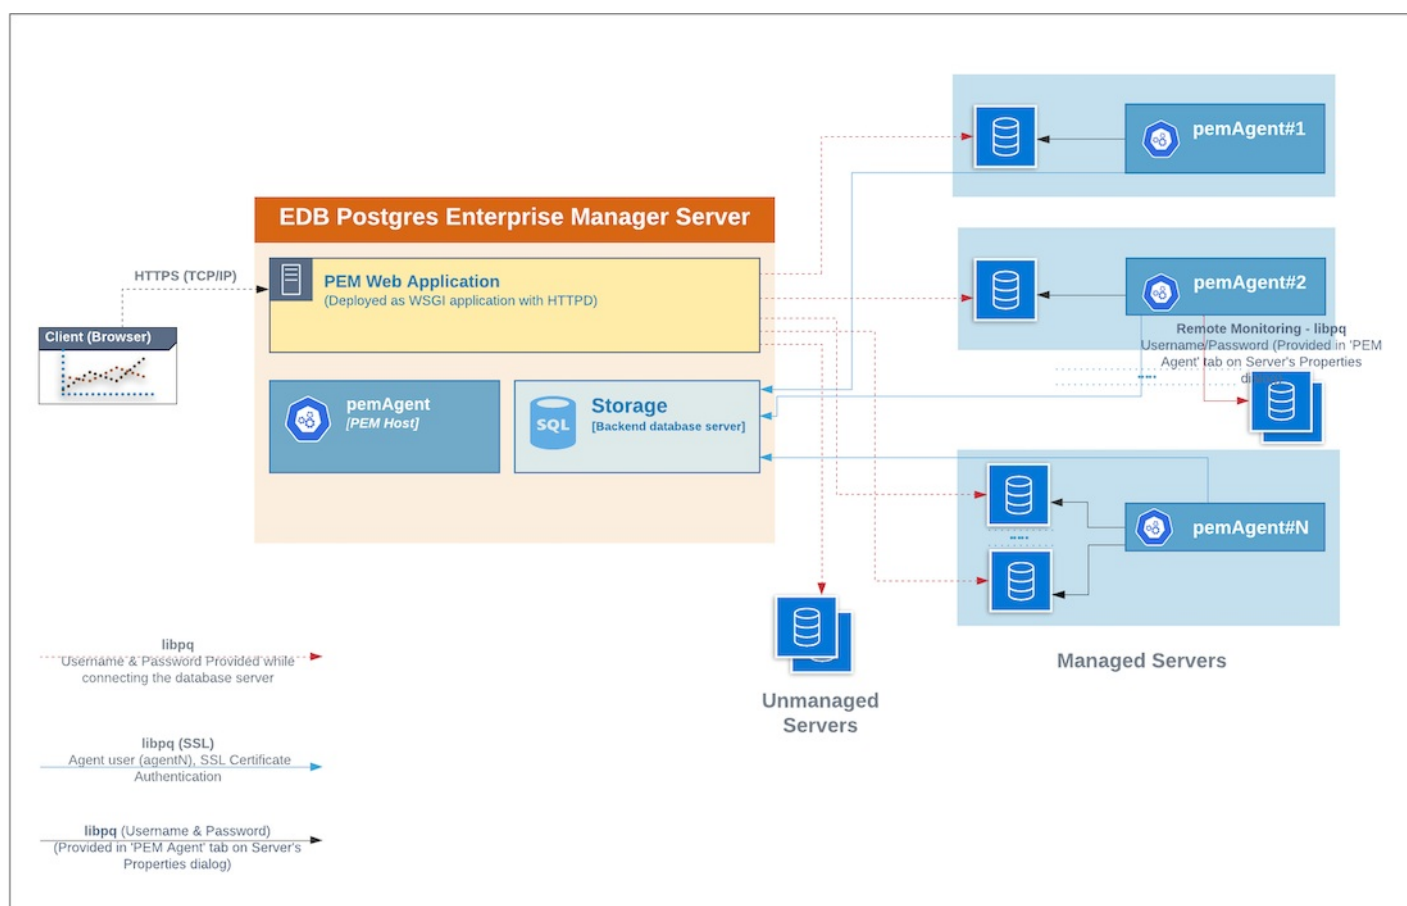 pemAgent#1
EDB Postgres Enterprise Manager Server
HTTPS (TCP/IP)
PEM Web Application
(Deployed as WSGI application with HTTPD)
Client (Browser)
pemAgent#2
Remote Monitoring - libpq
Username/Password (Provided in 'PEM
Agent' tab on Server's Properties
pemAgent
[PEM Host]
SQL
Storage
[Backend database server]
pemAgent#N
Managed Servers
Unmanaged
Servers
libpq
Username & Password Provided while
connecting the database server
libpq (SSL)
Agent user (agentN), SSL Certificate
Authentication
libpq (Username & Password)
(Provided in 'PEM Agent' tab on Server's
Properties dialog)